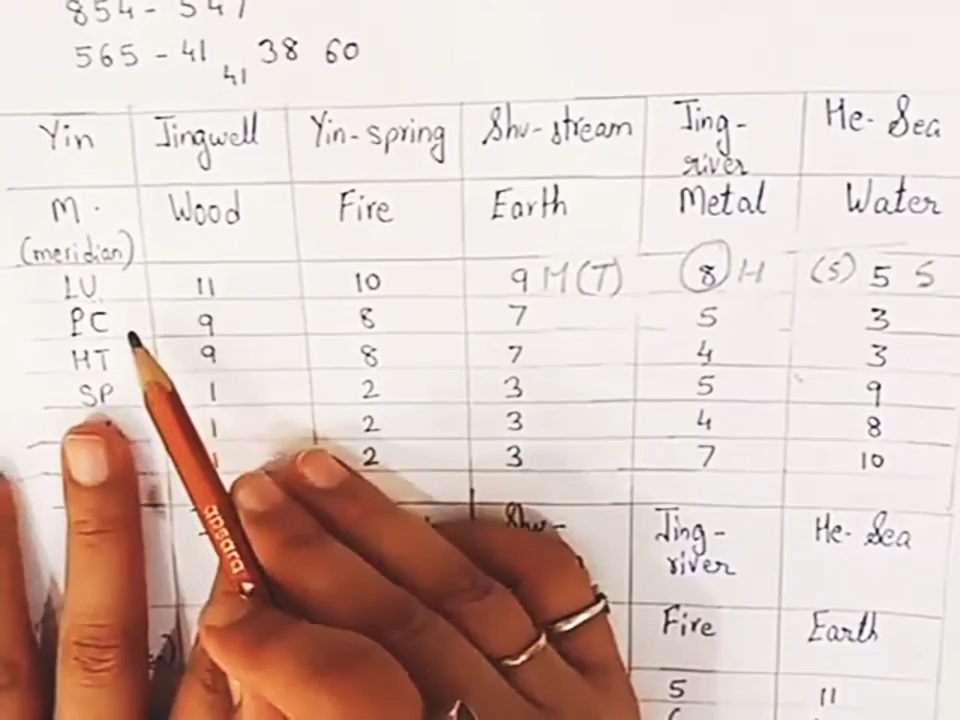 854 - 547
565 - 41 38 60
41
Yin Jingwell Yin-spring Shu-stream Jing-river He-Sea
M. (meridian) Wood Fire Earth Metal Water
LU 11 10 9 M(T) 8 H (S) 5 S
PC 9 8 7 5 3
HT 9 8 7 4 3
SP 1 2 3 5 9
1 2 3 4 8
1 2 3 7 10
Shu- Jing-river He-Sea
Fire Earth
5 11
apsara